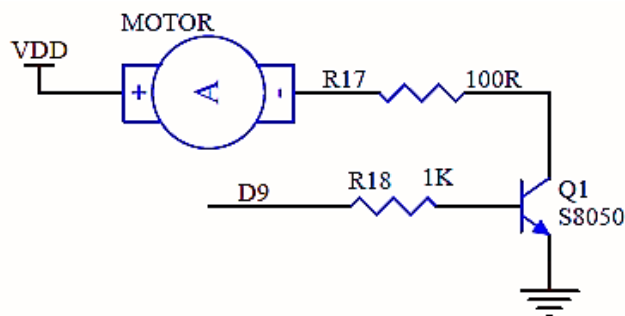 MOTOR
VDD
+ A -
R17 100R
D9 R18 1K
Q1
S8050